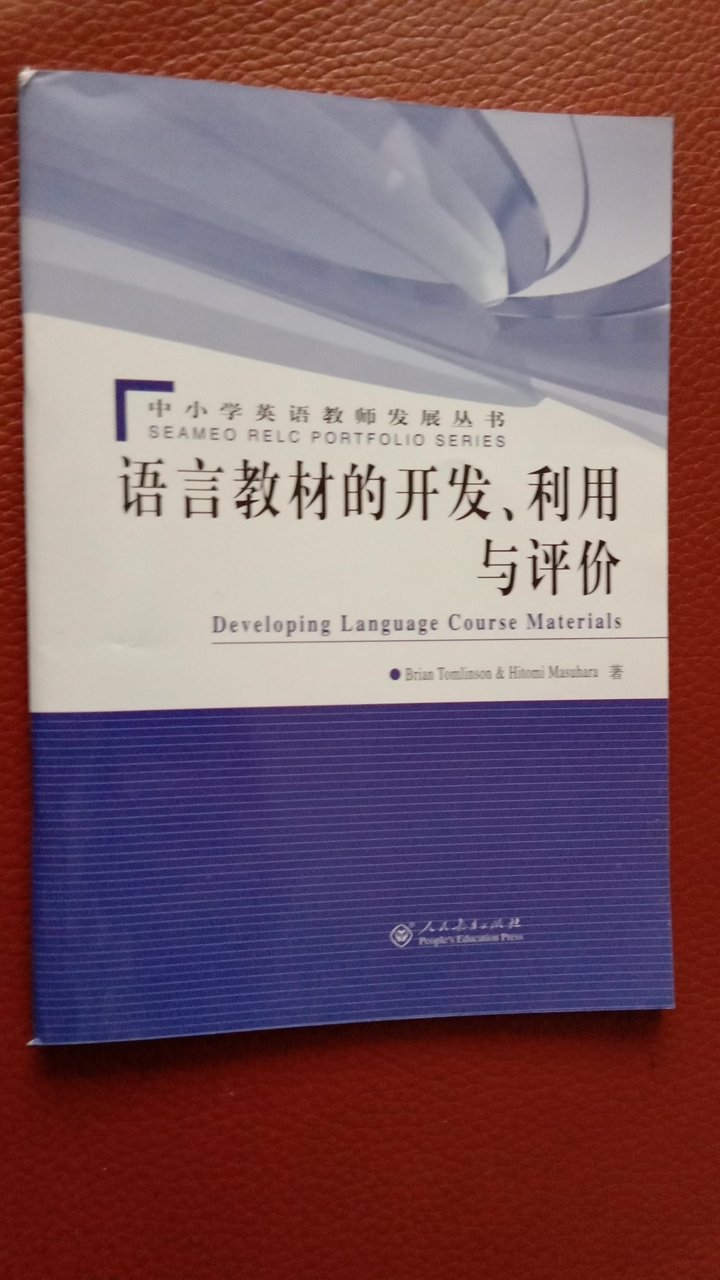 中小学英语教师发展丛书
SEAMEO RELC PORTFOLIO SERIES
语言教材的开发、利用
与评价
Developing Language Course Materials
Brian Tomlinson & Hitomi Masuhara 著
人民教育出版社
People's Education Press